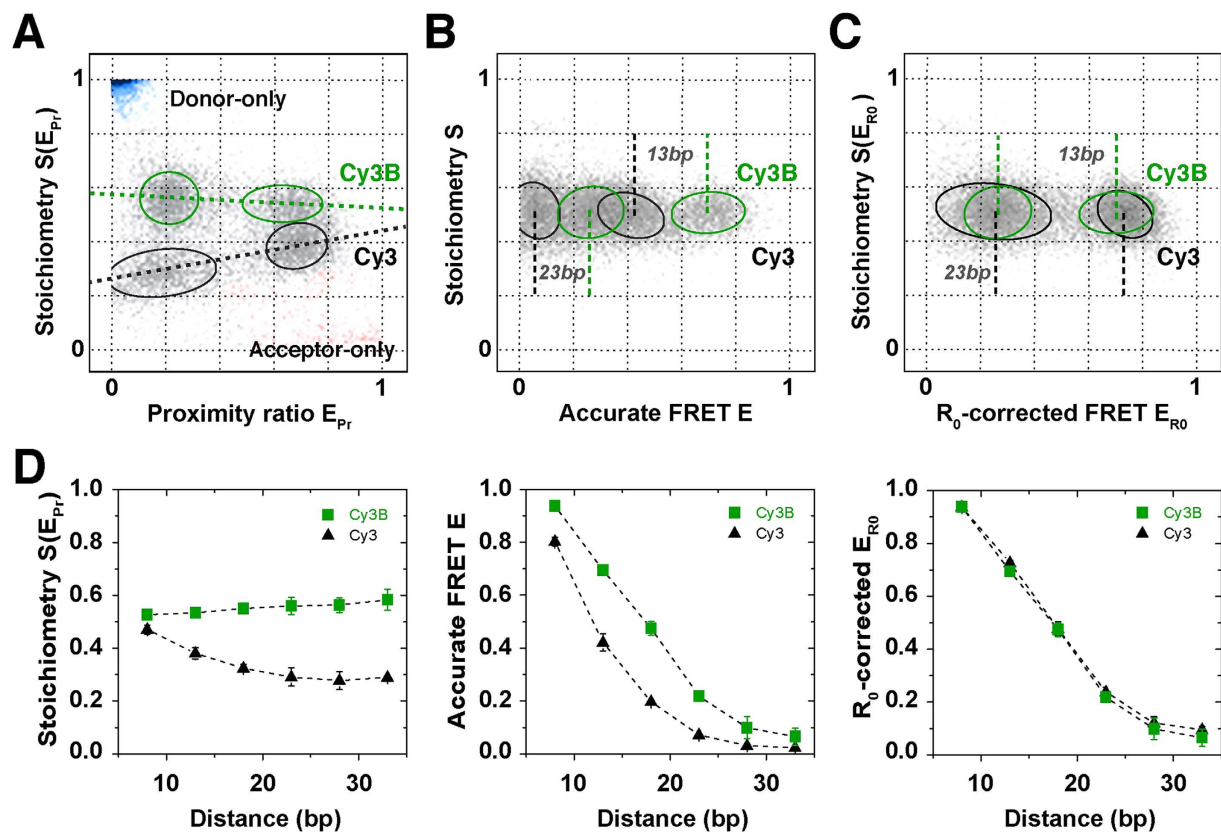 A
Stoichiometry S(E_Pr)
1
0
Donor-only
Cy3B
Cy3
Acceptor-only
0
1
Proximity ratio E_Pr
B
Stoichiometry S
1
0
13bp
Cy3B
Cy3
23bp
0
1
Accurate FRET E
C
Stoichiometry S(E_R0)
1
0
13bp
Cy3B
Cy3
23bp
0
1
R_0-corrected FRET E_R0
D
Stoichiometry S(E_Pr)
1.0
0.8
0.6
0.4
0.2
0.0
Cy3B
Cy3
10 20 30
Distance (bp)
Accurate FRET E
1.0
0.8
0.6
0.4
0.2
0.0
Cy3B
Cy3
10 20 30
Distance (bp)
R_0-corrected E_R0
1.0
0.8
0.6
0.4
0.2
0.0
Cy3B
Cy3
10 20 30
Distance (bp)